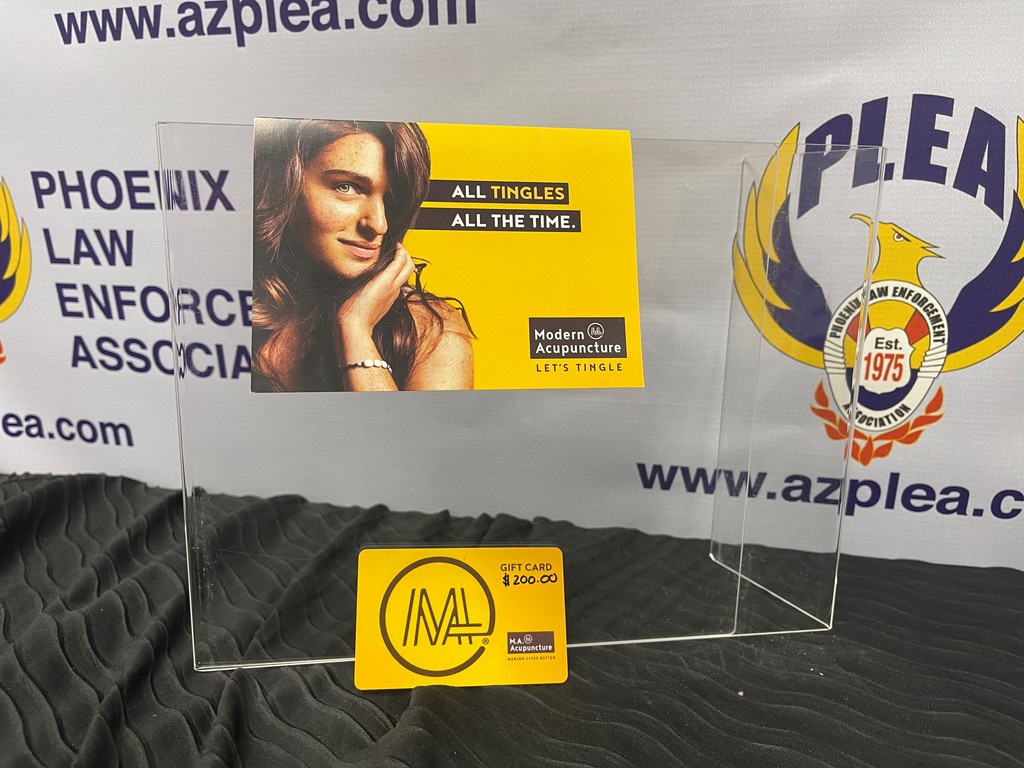 www.azplea.com
PHOENIX
LAW
ENFORCE
ASSOCIA
ea.com
ALL TINGLES
ALL THE TIME.
Modern MA
Acupuncture
LET'S TINGLE
PLEA
PHOENIX LAW ENFORCEMENT
Est.
1975
ASSOCIATION
www.azplea.c
MA®
GIFT CARD
$200.00
M.A.
Acupuncture
MAKING LIVES BETTER